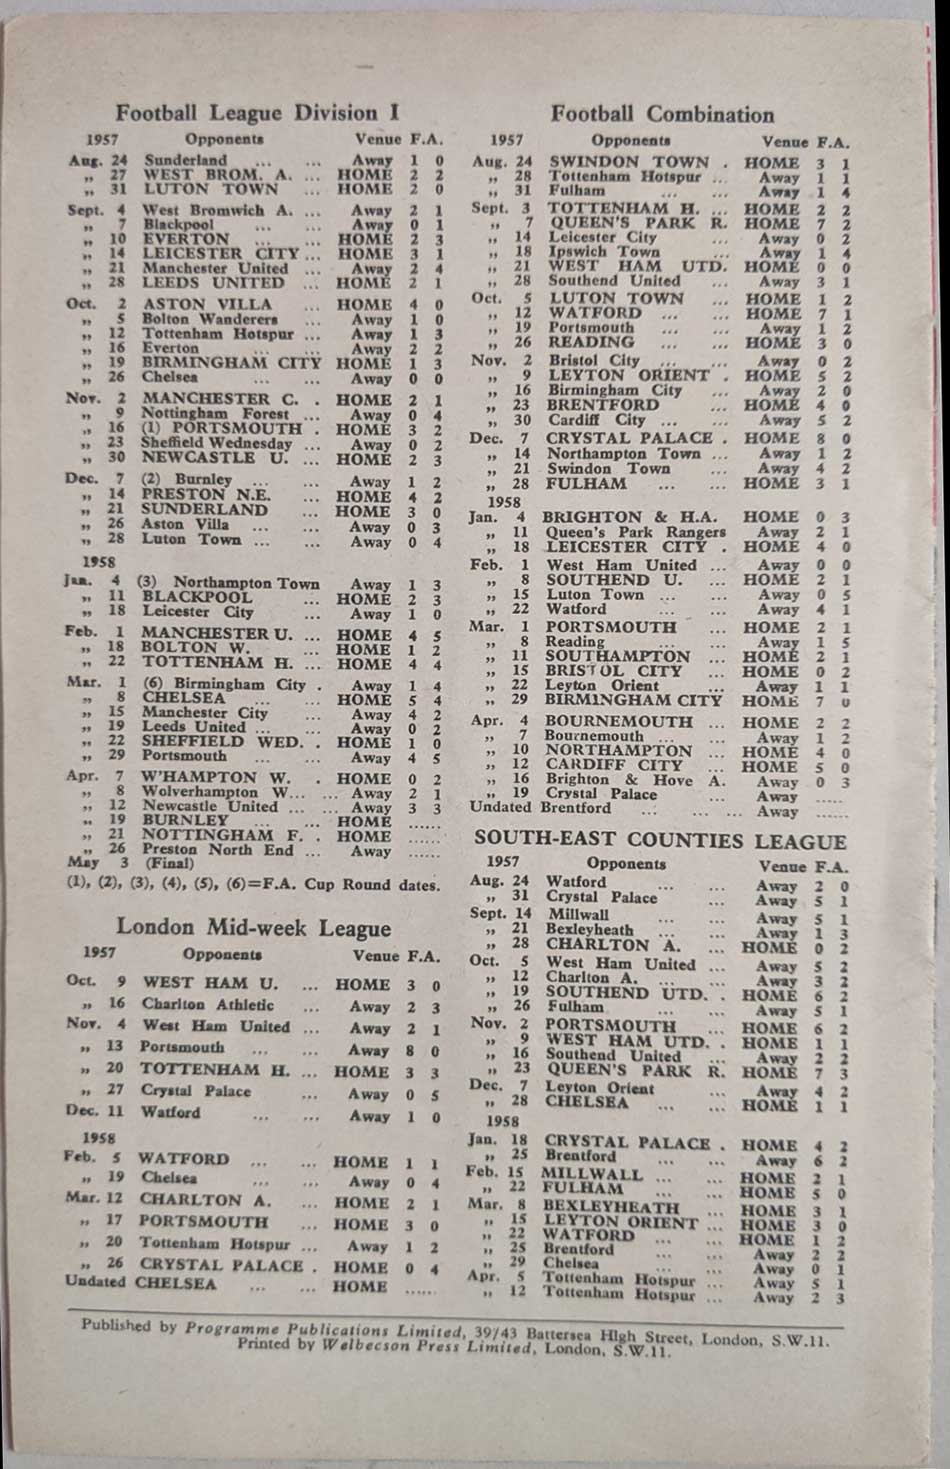 Football League Division I
1957 Opponents Venue F.A.
Aug. 24 Sunderland ... ... Away 1 0
„ 27 WEST BROM. A. ... HOME 2 2
„ 31 LUTON TOWN ... HOME 2 0
Sept. 4 West Bromwich A. ... Away 2 1
„ 7 Blackpool ... ... Away 0 1
„ 10 EVERTON ... ... HOME 2 3
„ 14 LEICESTER CITY ... HOME 3 1
„ 21 Manchester United ... Away 2 4
„ 28 LEEDS UNITED ... HOME 2 1
Oct. 2 ASTON VILLA ... HOME 4 0
„ 5 Bolton Wanderers ... Away 1 0
„ 12 Tottenham Hotspur ... Away 1 3
„ 16 Everton ... ... Away 2 2
„ 19 BIRMINGHAM CITY HOME 1 3
„ 26 Chelsea ... ... Away 0 0
Nov. 2 MANCHESTER C. . HOME 2 1
„ 9 Nottingham Forest ... Away 0 4
„ 16 (1) PORTSMOUTH . HOME 3 2
„ 23 Sheffield Wednesday ... Away 0 2
„ 30 NEWCASTLE U. ... HOME 2 3
Dec. 7 (2) Burnley ... ... Away 1 2
„ 14 PRESTON N.E. ... HOME 4 2
„ 21 SUNDERLAND ... HOME 3 0
„ 26 Aston Villa ... ... Away 0 3
„ 28 Luton Town ... ... Away 0 4
1958
Jan. 4 (3) Northampton Town Away 1 3
„ 11 BLACKPOOL ... HOME 2 3
„ 18 Leicester City ... Away 1 0
Feb. 1 MANCHESTER U. ... HOME 4 5
„ 18 BOLTON W. ... HOME 1 2
„ 22 TOTTENHAM H. ... HOME 4 4
Mar. 1 (6) Birmingham City . Away 1 4
„ 8 CHELSEA ... ... HOME 5 4
„ 15 Manchester City ... Away 4 2
„ 19 Leeds United ... ... Away 0 2
„ 22 SHEFFIELD WED. . HOME 1 0
„ 29 Portsmouth ... ... Away 4 5
Apr. 7 W'HAMPTON W. . HOME 0 2
„ 8 Wolverhampton W... ... Away 2 1
„ 12 Newcastle United ... ... Away 3 3
„ 19 BURNLEY ... ... HOME ......
„ 21 NOTTINGHAM F. . HOME ......
„ 26 Preston North End ... Away ......
May 3 (Final)
(1), (2), (3), (4), (5), (6)=F.A. Cup Round dates.
London Mid-week League
1957 Opponents Venue F.A.
Oct. 9 WEST HAM U. ... HOME 3 0
„ 16 Charlton Athletic ... Away 2 3
Nov. 4 West Ham United ... Away 2 1
„ 13 Portsmouth ... ... Away 8 0
„ 20 TOTTENHAM H. ... HOME 3 3
„ 27 Crystal Palace ... Away 0 5
Dec. 11 Watford ... ... Away 1 0
1958
Feb. 5 WATFORD ... ... HOME 1 1
„ 19 Chelsea ... ... Away 0 4
Mar. 12 CHARLTON A. ... HOME 2 1
„ 17 PORTSMOUTH ... HOME 3 0
„ 20 Tottenham Hotspur ... Away 1 2
„ 26 CRYSTAL PALACE . HOME 0 4
Undated CHELSEA ... ... HOME ......
Football Combination
1957 Opponents Venue F.A.
Aug. 24 SWINDON TOWN . HOME 3 1
„ 28 Tottenham Hotspur ... Away 1 1
„ 31 Fulham ... ... Away 1 4
Sept. 3 TOTTENHAM H. ... HOME 2 2
„ 7 QUEEN'S PARK R. HOME 7 2
„ 14 Leicester City ... Away 0 2
„ 18 Ipswich Town ... Away 1 4
„ 21 WEST HAM UTD. HOME 0 0
„ 28 Southend United ... Away 3 1
Oct. 5 LUTON TOWN ... HOME 1 2
„ 12 WATFORD ... ... HOME 7 1
„ 19 Portsmouth ... ... Away 1 2
„ 26 READING ... ... HOME 3 0
Nov. 2 Bristol City ... ... Away 0 2
„ 9 LEYTON ORIENT . HOME 5 2
„ 16 Birmingham City ... Away 2 0
„ 23 BRENTFORD ... HOME 4 0
„ 30 Cardiff City ... ... Away 5 2
Dec. 7 CRYSTAL PALACE . HOME 8 0
„ 14 Northampton Town ... Away 1 2
„ 21 Swindon Town ... Away 4 2
„ 28 FULHAM ... ... HOME 3 1
1958
Jan. 4 BRIGHTON & H.A. HOME 0 3
„ 11 Queen's Park Rangers Away 2 1
„ 18 LEICESTER CITY . HOME 4 0
Feb. 1 West Ham United ... Away 0 0
„ 8 SOUTHEND U. ... HOME 2 1
„ 15 Luton Town ... ... Away 0 5
„ 22 Watford ... ... Away 4 1
Mar. 1 PORTSMOUTH ... HOME 2 1
„ 8 Reading ... ... Away 1 5
„ 11 SOUTHAMPTON ... HOME 2 1
„ 15 BRISTOL CITY ... HOME 0 2
„ 22 Leyton Orient ... Away 1 1
„ 29 BIRMINGHAM CITY HOME 7 0
Apr. 4 BOURNEMOUTH ... HOME 2 2
„ 7 Bournemouth ... ... Away 1 2
„ 10 NORTHAMPTON ... HOME 4 0
„ 12 CARDIFF CITY ... HOME 5 0
„ 16 Brighton & Hove A. Away 0 3
„ 19 Crystal Palace ... Away ......
Undated Brentford ... ... ... Away ......
SOUTH-EAST COUNTIES LEAGUE
1957 Opponents Venue F.A.
Aug. 24 Watford ... ... Away 2 0
„ 31 Crystal Palace ... Away 5 1
Sept. 14 Millwall ... ... Away 5 1
„ 21 Bexleyheath ... ... Away 1 3
„ 28 CHARLTON A. ... HOME 0 2
Oct. 5 West Ham United ... Away 5 2
„ 12 Charlton A. ... ... Away 3 2
„ 19 SOUTHEND UTD. . HOME 6 2
„ 26 Fulham ... ... Away 5 1
Nov. 2 PORTSMOUTH ... HOME 6 2
„ 9 WEST HAM UTD. . HOME 1 1
„ 16 Southend United ... Away 2 2
„ 23 QUEEN'S PARK R. HOME 7 3
Dec. 7 Leyton Orient ... Away 4 2
„ 28 CHELSEA ... ... HOME 1 1
1958
Jan. 18 CRYSTAL PALACE . HOME 4 2
„ 25 Brentford ... ... Away 6 2
Feb. 15 MILLWALL ... ... HOME 2 1
„ 22 FULHAM ... ... HOME 5 0
Mar. 8 BEXLEYHEATH ... HOME 3 1
„ 15 LEYTON ORIENT ... HOME 3 0
„ 22 WATFORD ... ... HOME 1 2
„ 25 Brentford ... ... Away 2 2
„ 29 Chelsea ... ... Away 0 1
Apr. 5 Tottenham Hotspur ... Away 5 1
„ 12 Tottenham Hotspur ... Away 2 3
Published by Programme Publications Limited, 39/43 Battersea High Street, London, S.W.11.
Printed by Welbecson Press Limited, London, S.W.11.